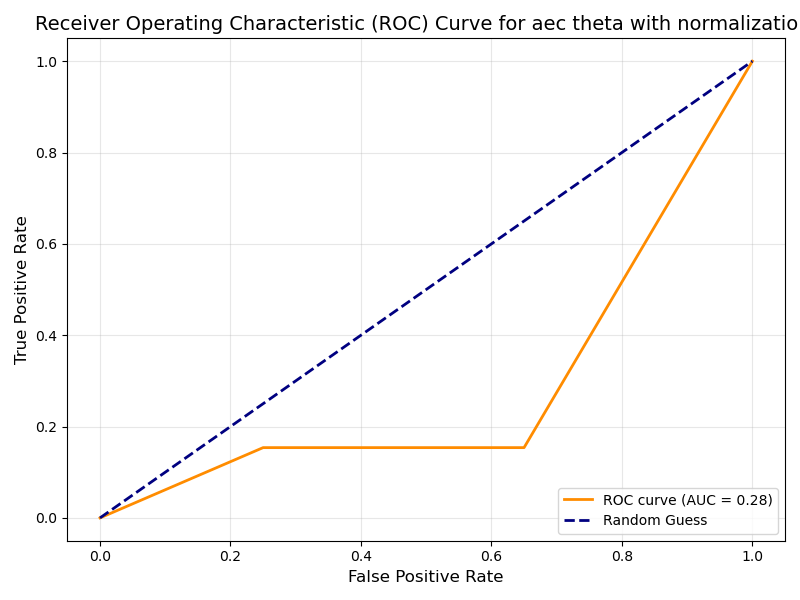 Receiver Operating Characteristic (ROC) Curve for aec theta with normalizatio
1.0
0.8
0.6
0.4
0.2
0.0
True Positive Rate
0.0 0.2 0.4 0.6 0.8 1.0
False Positive Rate
ROC curve (AUC = 0.28)
Random Guess